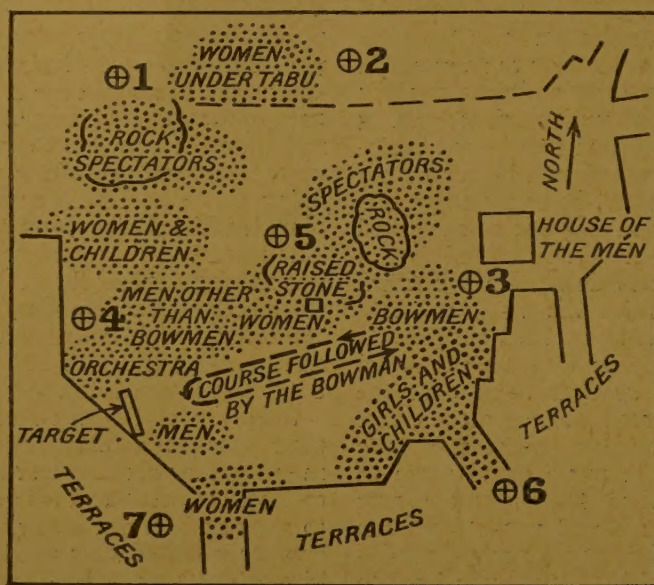 WOMEN
UNDER TABU
⊕1
⊕2
ROCK
SPECTATORS
NORTH
SPECTATORS
ROCK
WOMEN &
CHILDREN
⊕5
HOUSE OF
THE MEN
(RAISED
STONE)
⊕3
MEN OTHER
THAN
BOWMEN
⊕4
WOMEN
BOWMEN
ORCHESTRA
COURSE FOLLOWED
BY THE BOWMAN
GIRLS AND
CHILDREN
TERRACES
TARGET
MEN
TERRACES
WOMEN
⊕6
7⊕
TERRACES